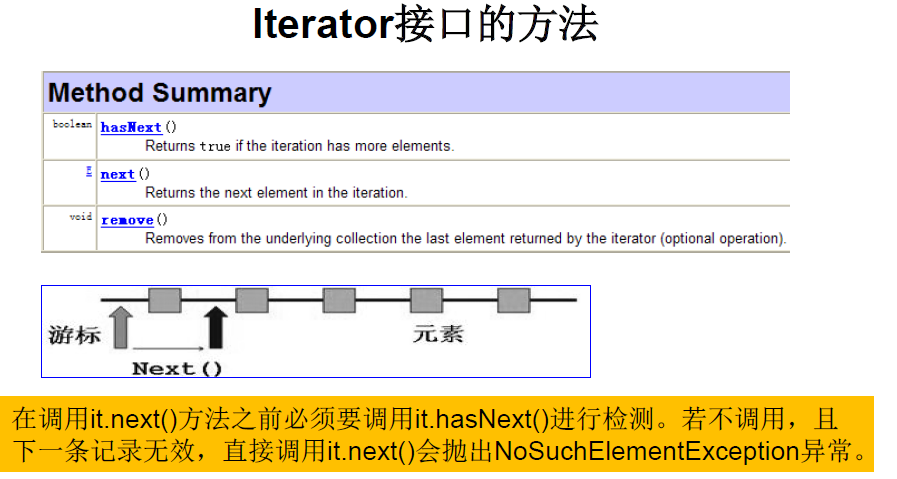 Iterator接口的方法
Method Summary
boolean hasNext()
Returns true if the iteration has more elements.
E next()
Returns the next element in the iteration.
void remove()
Removes from the underlying collection the last element returned by the iterator (optional operation).
游标
元素
Next()
在调用it.next()方法之前必须要调用it.hasNext()进行检测。若不调用，且
下一条记录无效，直接调用it.next()会抛出NoSuchElementException异常。